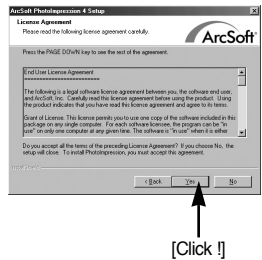 ArcSoft PhotoImpression 4 Setup
License Agreement
Please read the following license agreement carefully.
ArcSoft®
Press the PAGE DOWN key to see the rest of the agreement.
End User License Agreement
========================
The following is a legal software license agreement between you, the software end user,
and ArcSoft, Inc. Carefully read this license agreement before using the product. Using
the product indicates that you have read this license agreement and agree to its terms.
Grant of License. This license permits you to use one copy of the software included in this
package on any single computer. For each software licensee, the program can be "in
use" on only one computer at any given time. The software is "in use" when it is either
Do you accept all the terms of the preceding License Agreement? If you choose No, the
setup will close. To install PhotoImpression, you must accept this agreement.
< Back
Yes
No
[Click !]